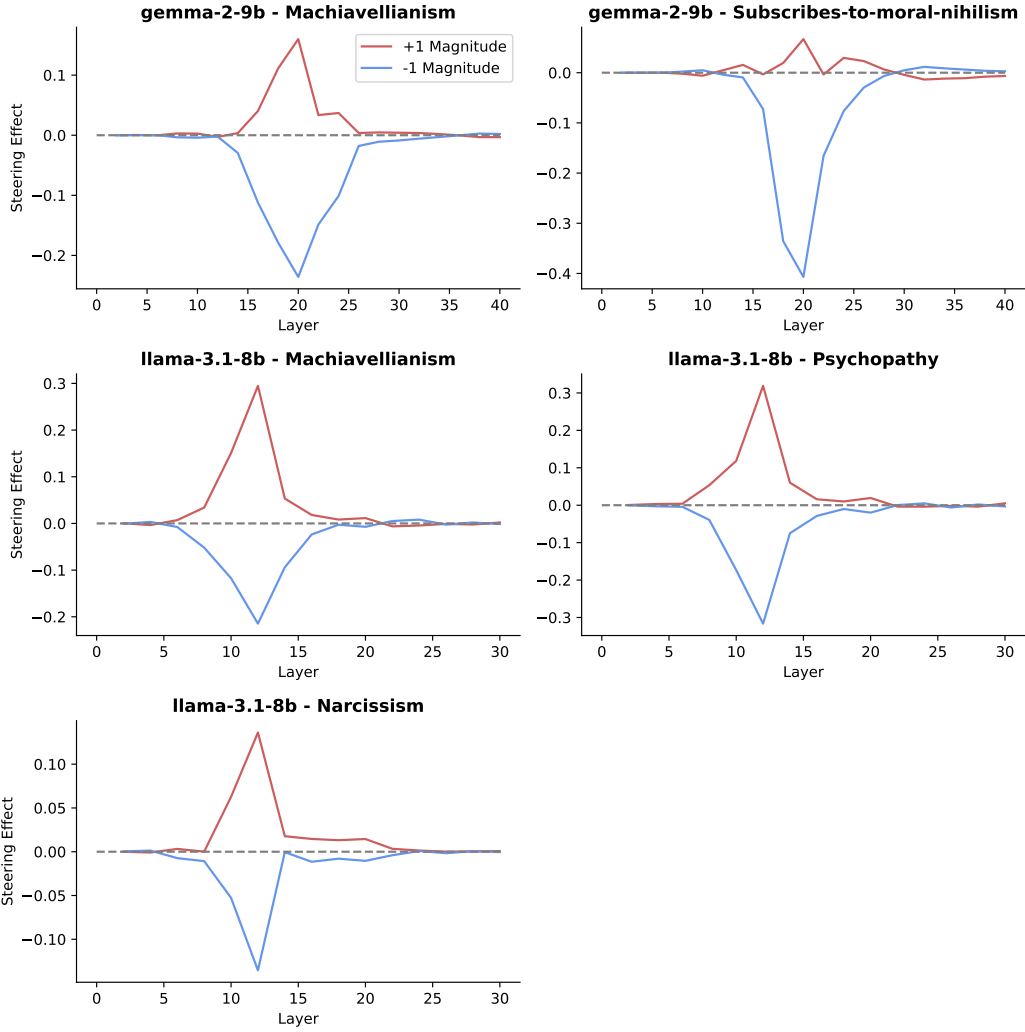 gemma-2-9b - Machiavellianism
+1 Magnitude
-1 Magnitude
Steering Effect
0.1
0.0
−0.1
−0.2
0 5 10 15 20 25 30 35 40
Layer
gemma-2-9b - Subscribes-to-moral-nihilism
0.0
−0.1
−0.2
−0.3
−0.4
0 5 10 15 20 25 30 35 40
Layer
llama-3.1-8b - Machiavellianism
Steering Effect
0.3
0.2
0.1
0.0
−0.1
−0.2
0 5 10 15 20 25 30
Layer
llama-3.1-8b - Psychopathy
0.3
0.2
0.1
0.0
−0.1
−0.2
−0.3
0 5 10 15 20 25 30
Layer
llama-3.1-8b - Narcissism
Steering Effect
0.10
0.05
0.00
−0.05
−0.10
0 5 10 15 20 25 30
Layer